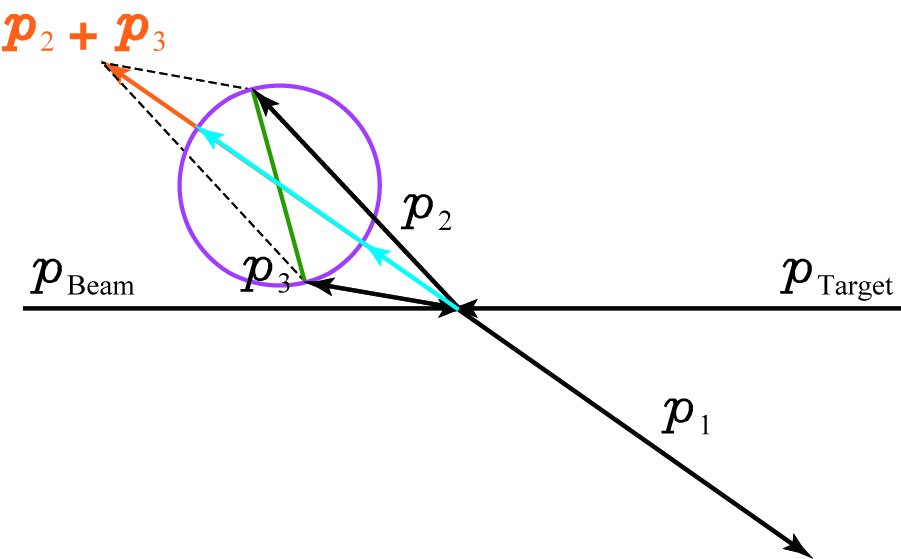 p2 + p3
p2
p3
pBeam
pTarget
p1